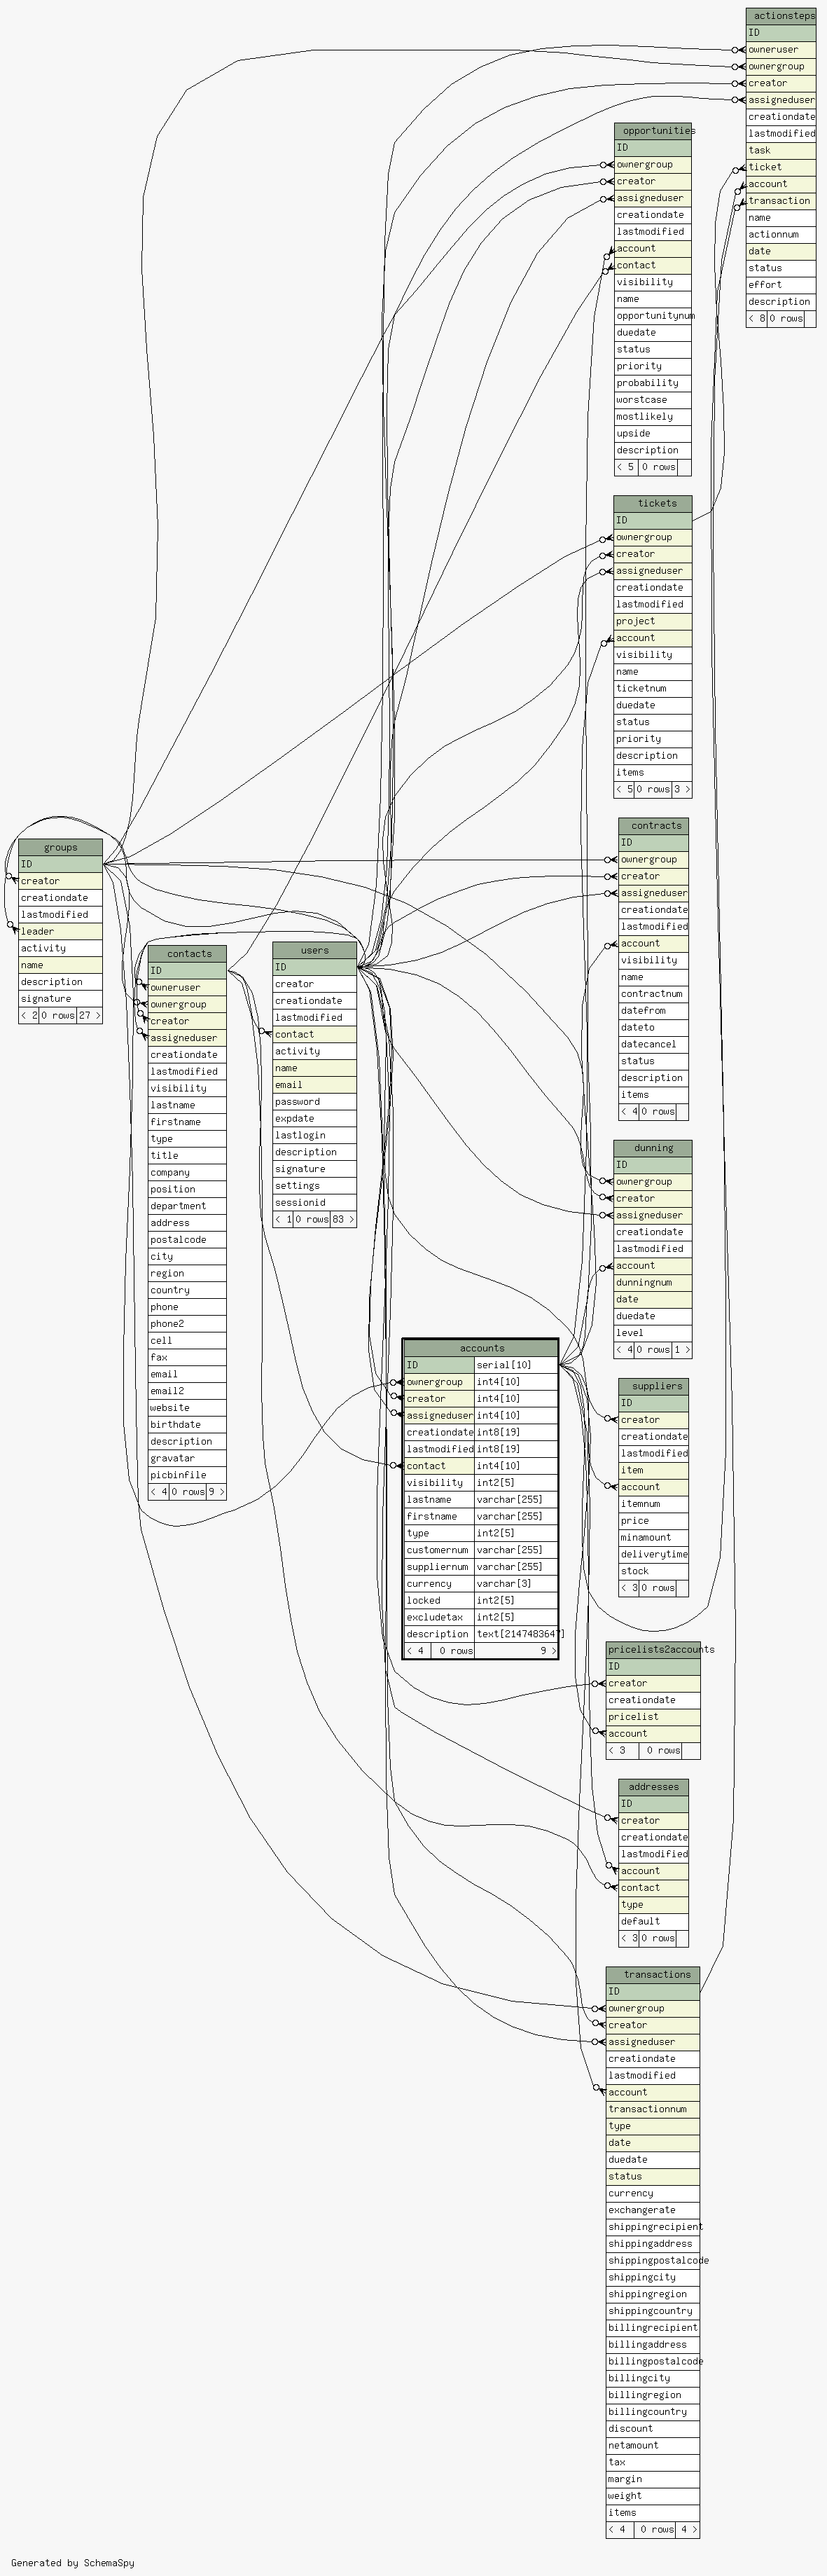 actionsteps
ID
owneruser
ownergroup
creator
assigneduser
creationdate
lastmodified
task
ticket
account
transaction
name
actionnum
date
status
effort
description
< 8 0 rows
opportunities
ID
ownergroup
creator
assigneduser
creationdate
lastmodified
account
contact
visibility
name
opportunitynum
duedate
status
priority
probability
worstcase
mostlikely
upside
description
< 5 0 rows
tickets
ID
ownergroup
creator
assigneduser
creationdate
lastmodified
project
account
visibility
name
ticketnum
duedate
status
priority
description
items
< 5 0 rows 3 >
contracts
ID
ownergroup
creator
assigneduser
creationdate
lastmodified
account
visibility
name
contractnum
datefrom
dateto
datecancel
status
description
items
< 4 0 rows
groups
ID
creator
creationdate
lastmodified
leader
activity
name
description
signature
< 2 0 rows 27 >
contacts
ID
owneruser
ownergroup
creator
assigneduser
creationdate
lastmodified
visibility
lastname
firstname
type
title
company
position
department
address
postalcode
city
region
country
phone
phone2
cell
fax
email
email2
website
birthdate
description
gravatar
picbinfile
< 4 0 rows 9 >
users
ID
creator
creationdate
lastmodified
contact
activity
name
email
password
expdate
lastlogin
description
signature
settings
sessionid
< 1 0 rows 83 >
dunning
ID
ownergroup
creator
assigneduser
creationdate
lastmodified
account
dunningnum
date
duedate
level
< 4 0 rows 1 >
accounts
ID serial[10]
ownergroup int4[10]
creator int4[10]
assigneduser int4[10]
creationdate int8[19]
lastmodified int8[19]
contact int4[10]
visibility int2[5]
lastname varchar[255]
firstname varchar[255]
type int2[5]
customernum varchar[255]
suppliernum varchar[255]
currency varchar[3]
locked int2[5]
excludetax int2[5]
description text[2147483647]
< 4 0 rows 9 >
suppliers
ID
creator
creationdate
lastmodified
item
account
itemnum
price
minamount
deliverytime
stock
< 3 0 rows
pricelists2accounts
ID
creator
creationdate
pricelist
account
< 3 0 rows
addresses
ID
creator
creationdate
lastmodified
account
contact
type
default
< 3 0 rows
transactions
ID
ownergroup
creator
assigneduser
creationdate
lastmodified
account
transactionnum
type
date
duedate
status
currency
exchangerate
shippingrecipient
shippingaddress
shippingpostalcode
shippingcity
shippingregion
shippingcountry
billingrecipient
billingaddress
billingpostalcode
billingcity
billingregion
billingcountry
discount
netamount
tax
margin
weight
items
< 4 0 rows 4 >
Generated by SchemaSpy